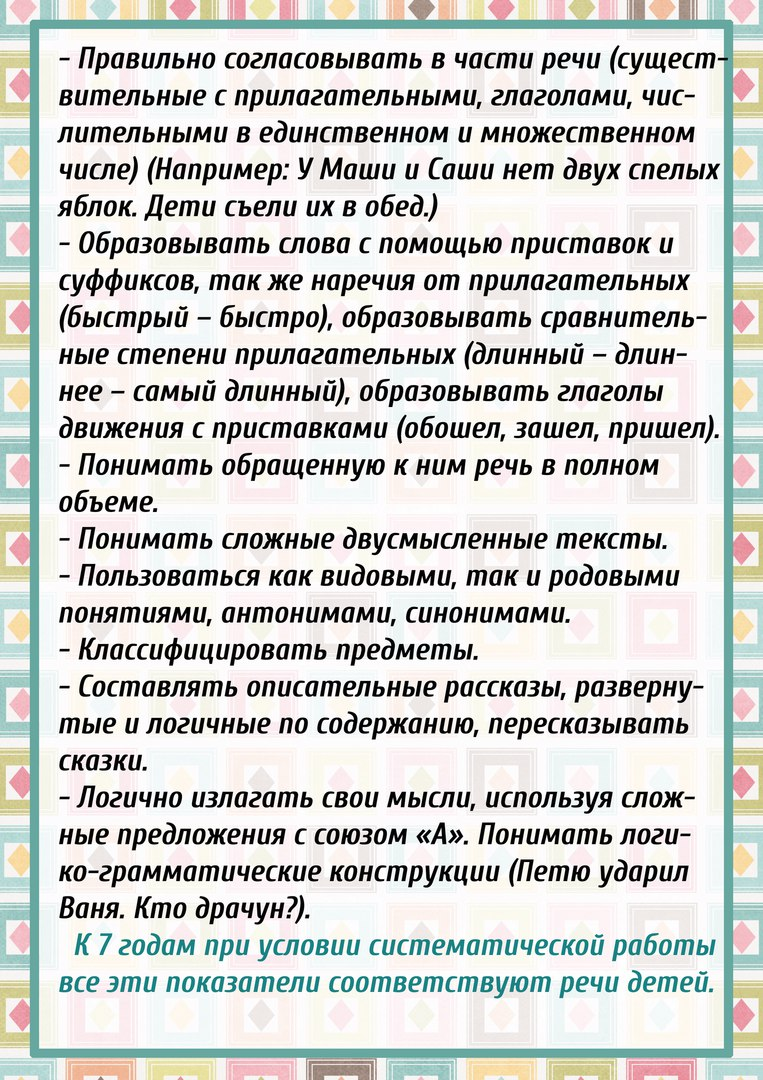 - Правильно согласовывать в части речи (сущест-
вительные с прилагательными, глаголами, чис-
лительными в единственном и множественном
числе) (Например: У Маши и Саши нет двух спелых
яблок. Дети съели их в обед.)
- Образовывать слова с помощью приставок и
суффиксов, так же наречия от прилагательных
(быстрый – быстро), образовывать сравнитель-
ные степени прилагательных (длинный – длин-
нее – самый длинный), образовывать глаголы
движения с приставками (обошел, зашел, пришел).
- Понимать обращенную к ним речь в полном
объеме.
- Понимать сложные двусмысленные тексты.
- Пользоваться как видовыми, так и родовыми
понятиями, антонимами, синонимами.
- Классифицировать предметы.
- Составлять описательные рассказы, разверну-
тые и логичные по содержанию, пересказывать
сказки.
- Логично излагать свои мысли, используя слож-
ные предложения с союзом «А». Понимать логи-
ко-грамматические конструкции (Петю ударил
Ваня. Кто драчун?).
К 7 годам при условии систематической работы
все эти показатели соответствуют речи детей.